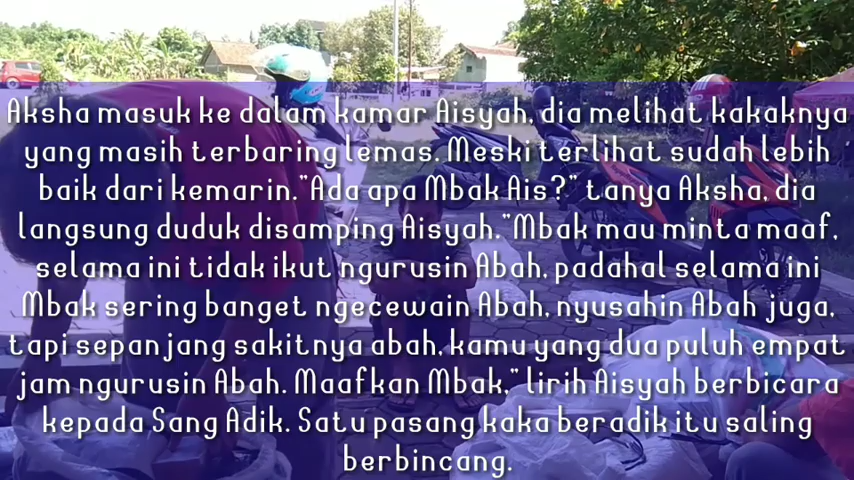 Aksha masuk ke dalam kamar Aisyah, dia melihat kakaknya
yang masih terbaring lemas. Meski terlihat sudah lebih
baik dari kemarin."Ada apa Mbak Ais?" tanya Aksha, dia
langsung duduk disamping Aisyah."Mbak mau minta maaf,
selama ini tidak ikut ngurusin Abah, padahal selama ini
Mbak sering banget ngecewain Abah, nyusahin Abah juga,
tapi sepanjang sakitnya abah, kamu yang dua puluh empat
jam ngurusin Abah. Maafkan Mbak," lirih Aisyah berbicara
kepada Sang Adik. Satu pasang kaka beradik itu saling
berbincang.